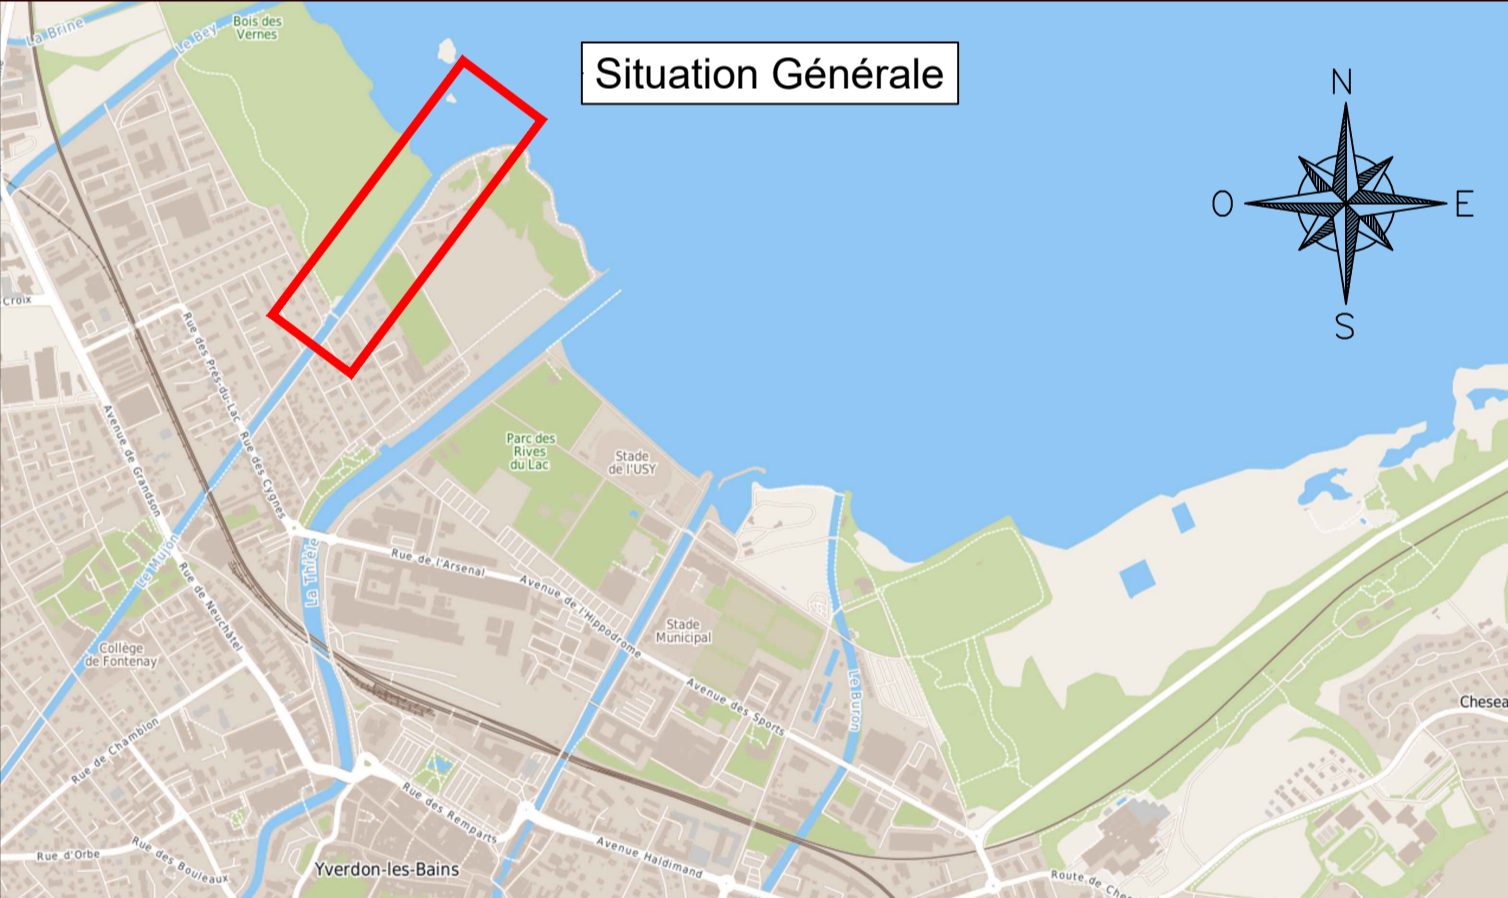 La Brine
Le Bey
Bois des
Vernes
Situation Générale
N
O
E
S
Croix
Rue des Prés-du-Lac
Avenue de Grandson
Rue des Cygnes
Parc des
Rives
du Lac
Stade
de l'USY
Le Mujon
La Thièle
Rue de l'Arsenal
Avenue de l'Hippodrome
Rue de Neuchâtel
Stade
Municipal
Collège
de Fontenay
Avenue des Sports
Le Buron
Chesea
Rue de Chamblon
Rue des Remparts
Avenue Haldimand
Rue d'Orbe
Rue des Bouleaux
Yverdon-les-Bains
Route de Che